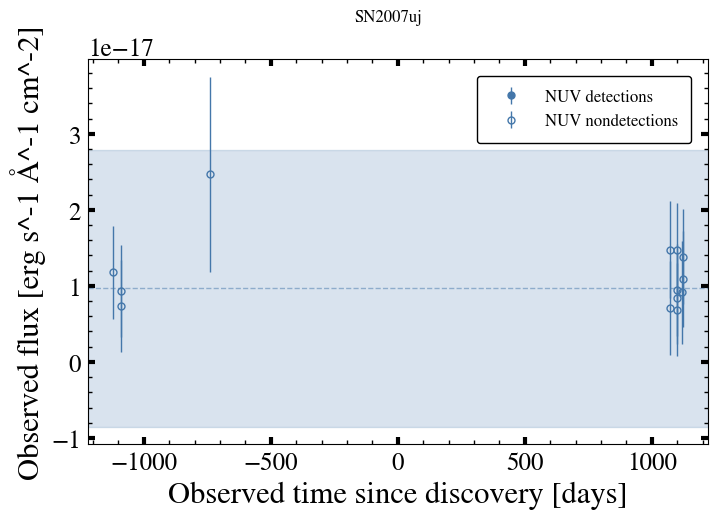 SN2007uj
1e−17
NUV detections
NUV nondetections
Observed flux [erg s^-1 Å^-1 cm^-2]
3
2
1
0
−1
−1000 −500 0 500 1000
Observed time since discovery [days]